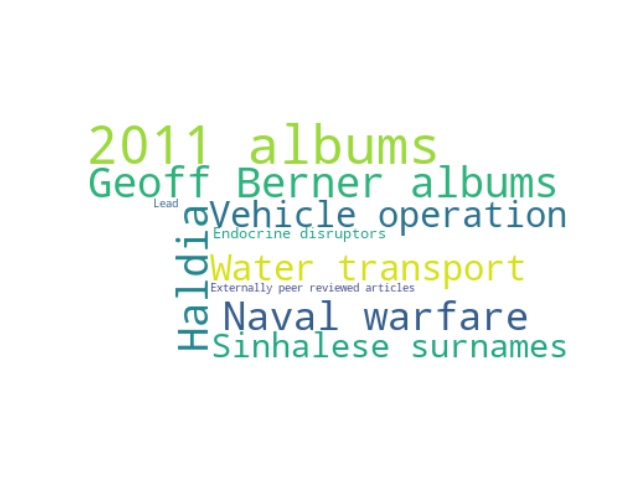 2011 albums
Geoff Berner albums
Lead
Vehicle operation
Haldia
Endocrine disruptors
Water transport
Externally peer reviewed articles
Naval warfare
Sinhalese surnames